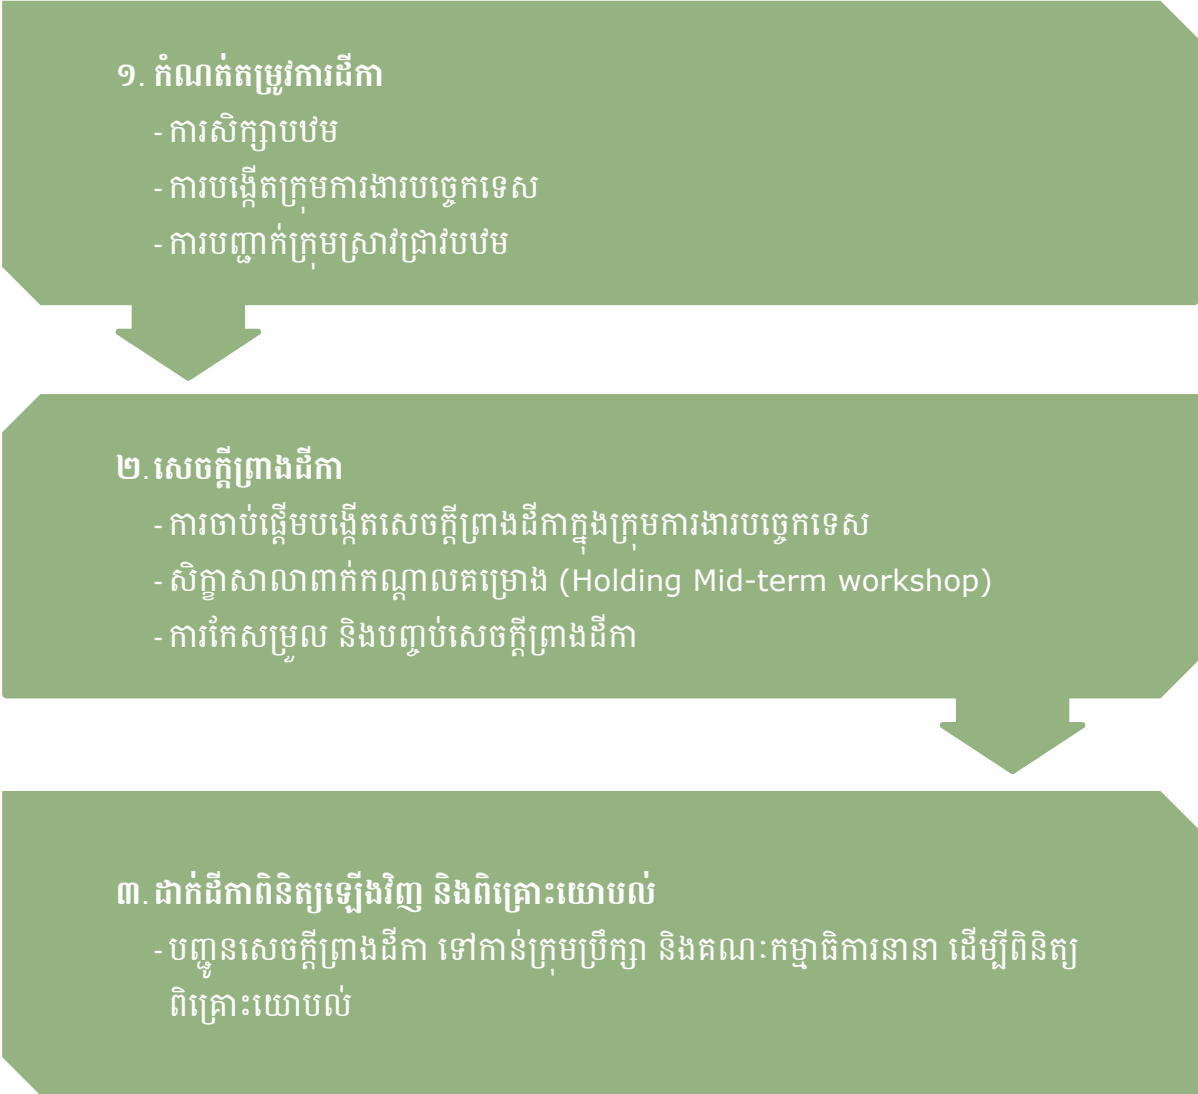 ១. កំណត់តម្រូវការដីកា
- ការសិក្សាបឋម
- ការបង្កើតក្រុមការងារបច្ចេកទេស
- ការបញ្ជាក់ក្រុមស្រាវជ្រាវបឋម
២. សេចក្តីព្រាងដីកា
- ការចាប់ផ្តើមបង្កើតសេចក្តីព្រាងដីកាក្នុងក្រុមការងារបច្ចេកទេស
- សិក្ខាសាលាពាក់កណ្តាលគម្រោង (Holding Mid-term workshop)
- ការកែសម្រួល និងបញ្ចប់សេចក្តីព្រាងដីកា
៣. ដាក់ដីកាពិនិត្យឡើងវិញ និងពិគ្រោះយោបល់
- បញ្ជូនសេចក្តីព្រាងដីកា ទៅកាន់ក្រុមប្រឹក្សា និងគណៈកម្មាធិការនានា ដើម្បីពិនិត្យ
ពិគ្រោះយោបល់